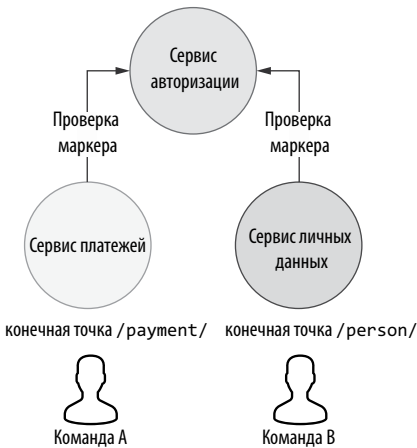 Сервис
авторизации
Проверка
маркера
Проверка
маркера
Сервис платежей
Сервис личных
данных
конечная точка /payment/
конечная точка /person/
Команда A
Команда B